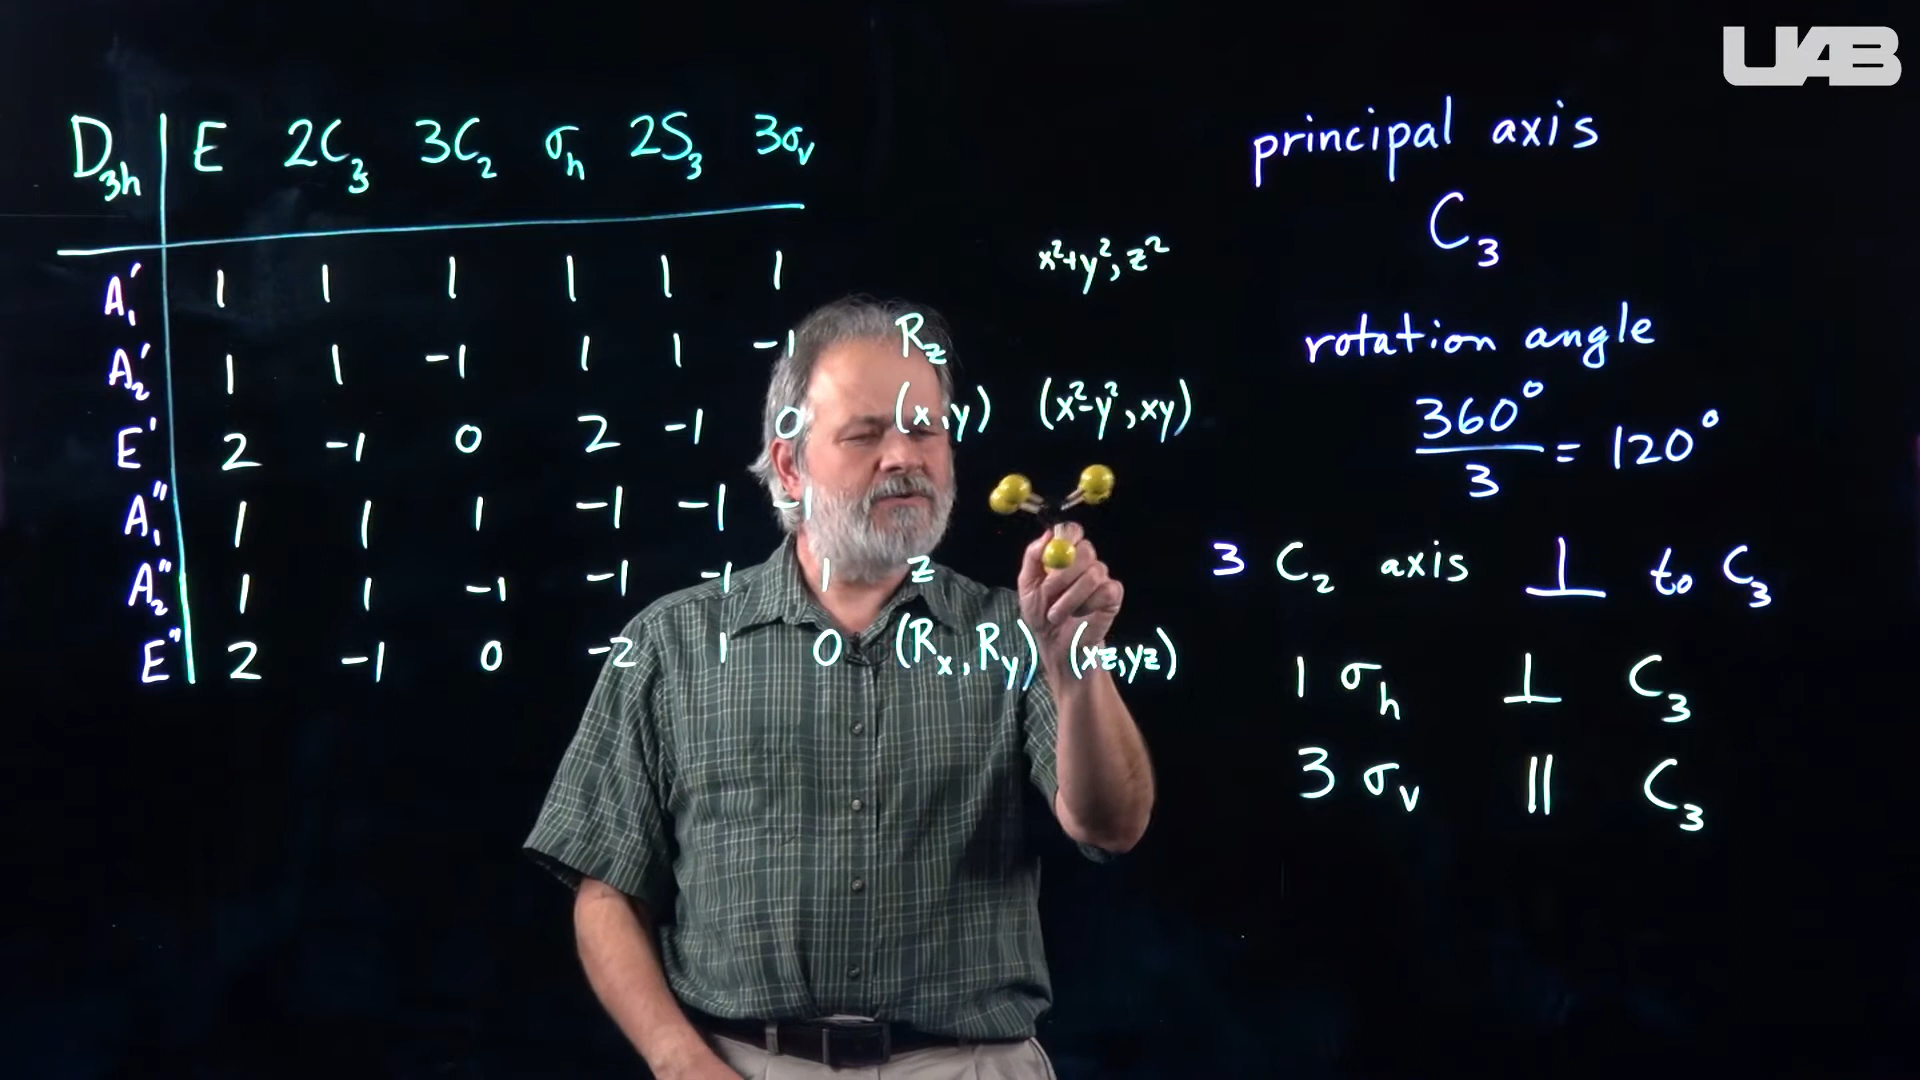 UAB
D₃ₕ E 2C₃ 3C₂ σₕ 2S₃ 3σᵥ
A₁′ 1 1 1 1 1 1 x²+y², z²
A₂′ 1 1 -1 1 1 -1 R_z
E′ 2 -1 0 2 -1 0 (x,y) (x²-y², xy)
A₁″ 1 1 1 -1 -1 -1
A₂″ 1 1 -1 -1 -1 1 z
E″ 2 -1 0 -2 1 0 (Rₓ, R_y) (xz,yz)
principal axis
C₃
rotation angle
360°/3 = 120°
3 C₂ axis ⊥ to C₃
1 σₕ ⊥ C₃
3 σᵥ || C₃